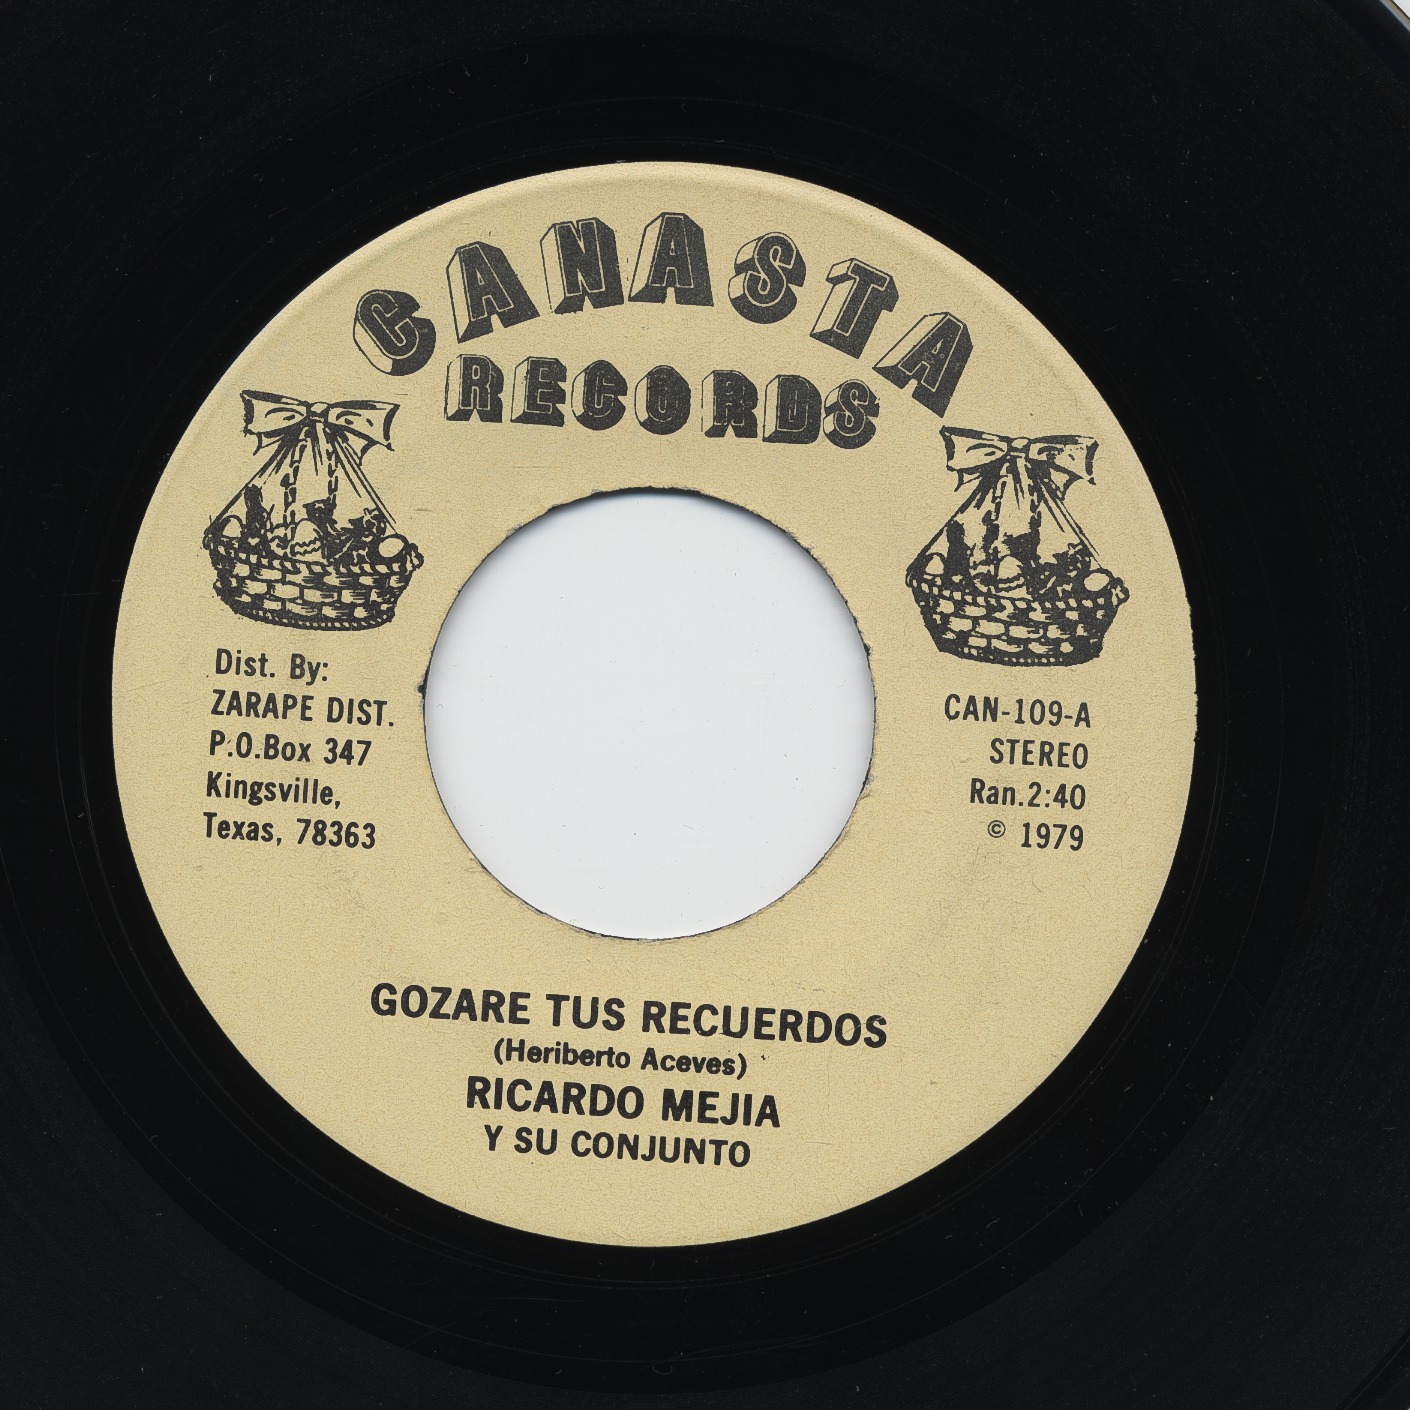 CANASTA
RECORDS
Dist. By:
ZARAPE DIST.
P.O.Box 347
Kingsville,
Texas, 78363
CAN-109-A
STEREO
Ran.2:40
© 1979
GOZARE TUS RECUERDOS
(Heriberto Aceves)
RICARDO MEJIA
Y SU CONJUNTO